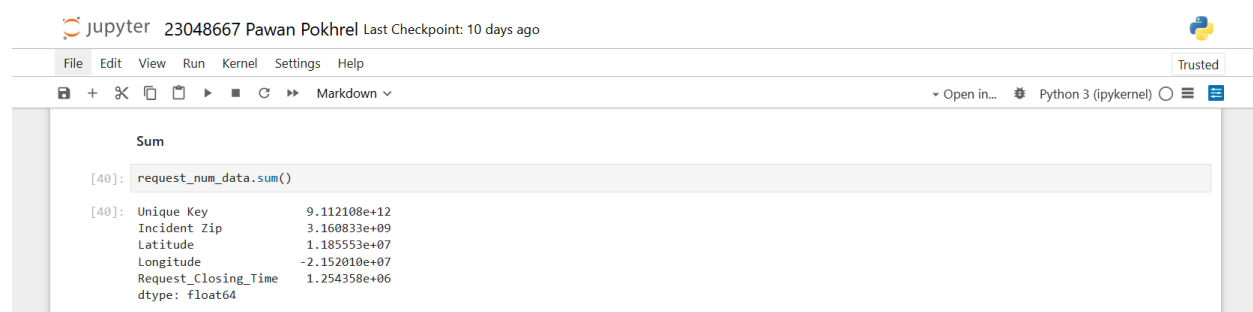 jupyter 23048667 Pawan Pokhrel Last Checkpoint: 10 days ago
File Edit View Run Kernel Settings Help Trusted
Markdown Open in... Python 3 (ipykernel)
Sum
[40]: request_num_data.sum()
[40]: Unique Key 9.112108e+12
Incident Zip 3.160833e+09
Latitude 1.185553e+07
Longitude -2.152010e+07
Request_Closing_Time 1.254358e+06
dtype: float64